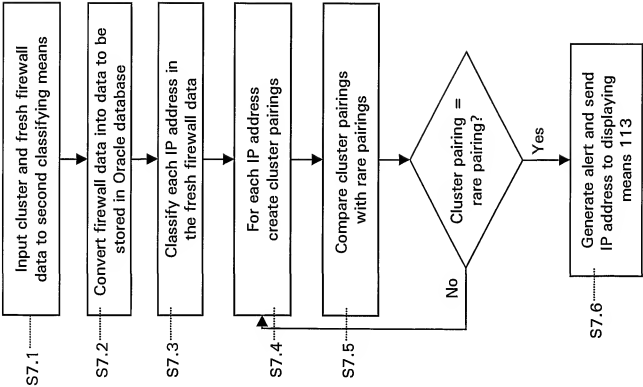 S7.1
Input cluster and fresh firewall
data to second classifying means
S7.2
Convert firewall data into data to be
stored in Oracle database
S7.3
Classify each IP address in
the fresh firewall data
S7.4
For each IP address
create cluster pairings
S7.5
Compare cluster pairings
with rare pairings
Cluster pairing =
rare pairing?
No
Yes
S7.6
Generate alert and send
IP address to displaying
means 113